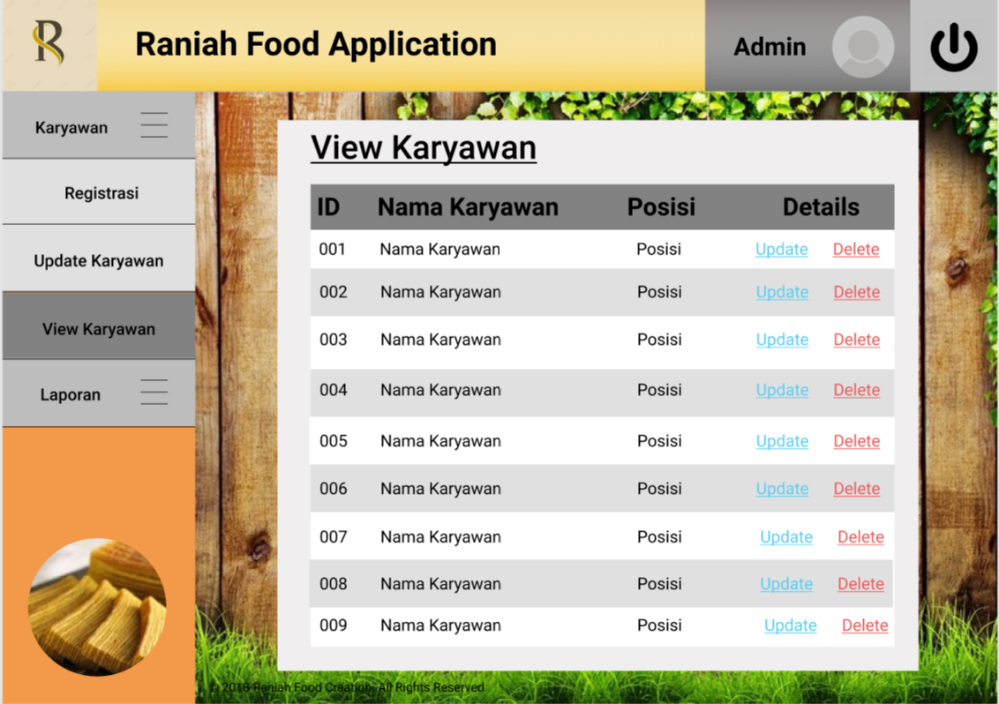 R
Raniah Food Application
Admin
Karyawan
Registrasi
Update Karyawan
View Karyawan
Laporan
View Karyawan
ID Nama Karyawan Posisi Details
001 Nama Karyawan Posisi Update Delete
002 Nama Karyawan Posisi Update Delete
003 Nama Karyawan Posisi Update Delete
004 Nama Karyawan Posisi Update Delete
005 Nama Karyawan Posisi Update Delete
006 Nama Karyawan Posisi Update Delete
007 Nama Karyawan Posisi Update Delete
008 Nama Karyawan Posisi Update Delete
009 Nama Karyawan Posisi Update Delete
© 2018 Raniah Food Creation. All Rights Reserved.